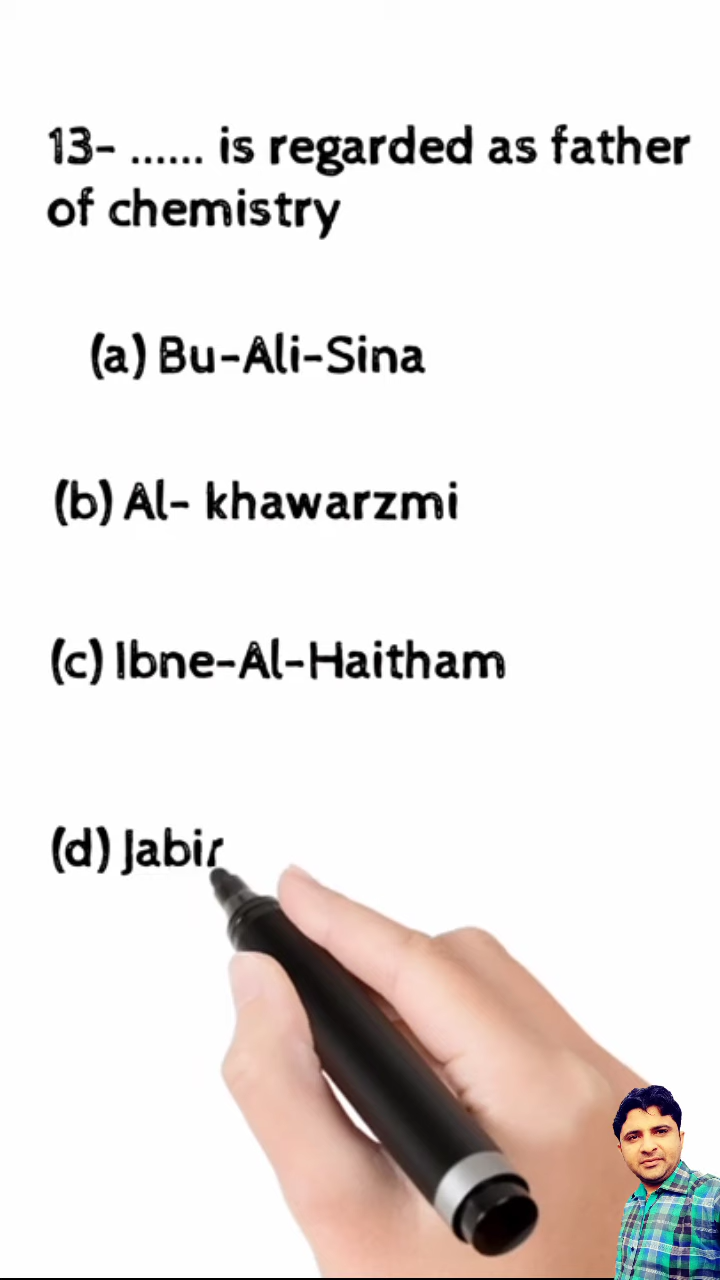 13- ...... is regarded as father
of chemistry
(a) Bu-Ali-Sina
(b) Al- khawarzmi
(c) Ibne-Al-Haitham
(d) Jabir